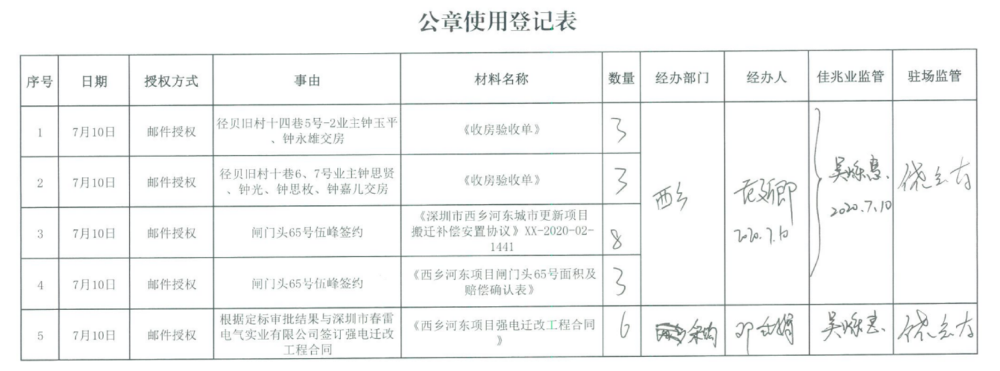 公章使用登记表
序号 日期 授权方式 事由 材料名称 数量 经办部门 经办人 佳兆业监管 驻场监管
1 7月10日 邮件授权 径贝旧村十四巷5号-2业主钟玉平
、钟永雄交房 《收房验收单》 3
2 7月10日 邮件授权 径贝旧村十巷6、7号业主钟思贤
、钟光、钟思枚、钟嘉儿交房 《收房验收单》 3
西乡
2020.7.10
2020.7.10
3 7月10日 邮件授权 闸门头65号伍峰签约 《深圳市西乡河东城市更新项目
搬迁补偿安置协议》XX-2020-02-
1441 8
4 7月10日 邮件授权 闸门头65号伍峰签约 《西乡河东项目闸门头65号面积及
赔偿确认表》 3
5 7月10日 邮件授权 根据定标审批结果与深圳市春雷
电气实业有限公司签订强电迁改
工程合同 《西乡河东项目强电迁改工程合同
》 6 采购